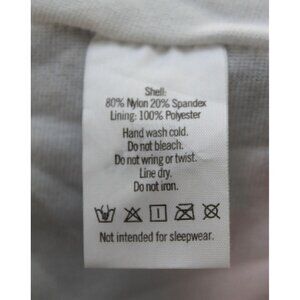 Shell:
80% Nylon 20% Spandex
Lining: 100% Polyester
Hand wash cold.
Do not bleach.
Do not wring or twist.
Line dry.
Do not iron.
Not intended for sleepwear.